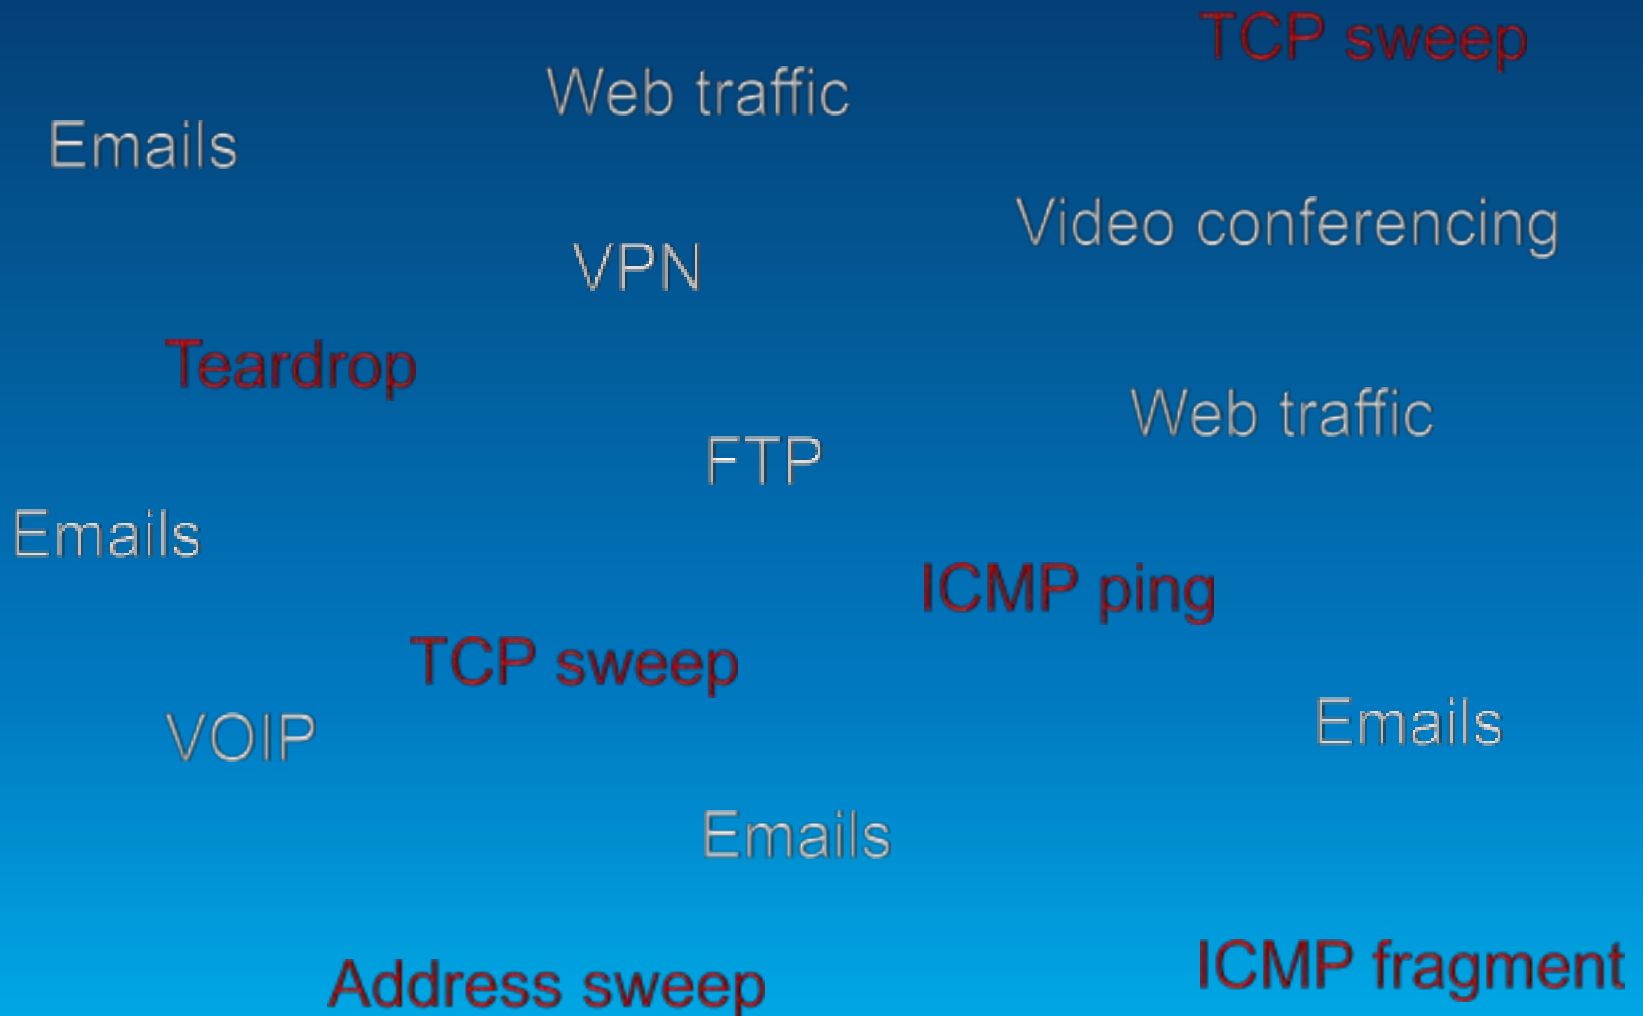 TCP sweep
Web traffic
Emails
Video conferencing
VPN
Teardrop
Web traffic
FTP
Emails
ICMP ping
TCP sweep
Emails
VOIP
Emails
ICMP fragment
Address sweep